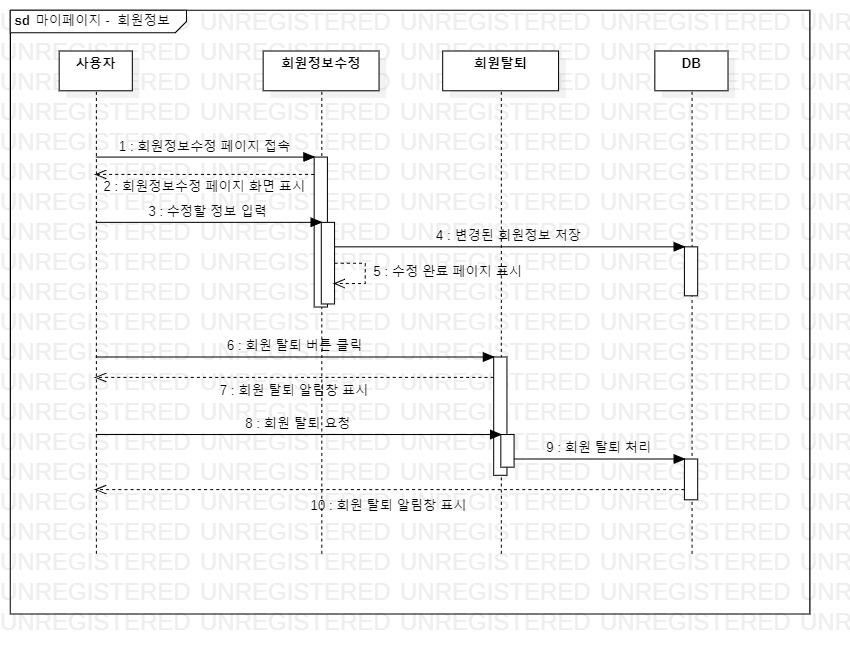 sd 마이페이지 - 회원정보
사용자
회원정보수정
회원탈퇴
DB
1 : 회원정보수정 페이지 접속
2 : 회원정보수정 페이지 화면 표시
3 : 수정할 정보 입력
4 : 변경된 회원정보 저장
5 : 수정 완료 페이지 표시
6 : 회원 탈퇴 버튼 클릭
7 : 회원 탈퇴 알림창 표시
8 : 회원 탈퇴 요청
9 : 회원 탈퇴 처리
10 : 회원 탈퇴 알림창 표시
UNREGISTERED